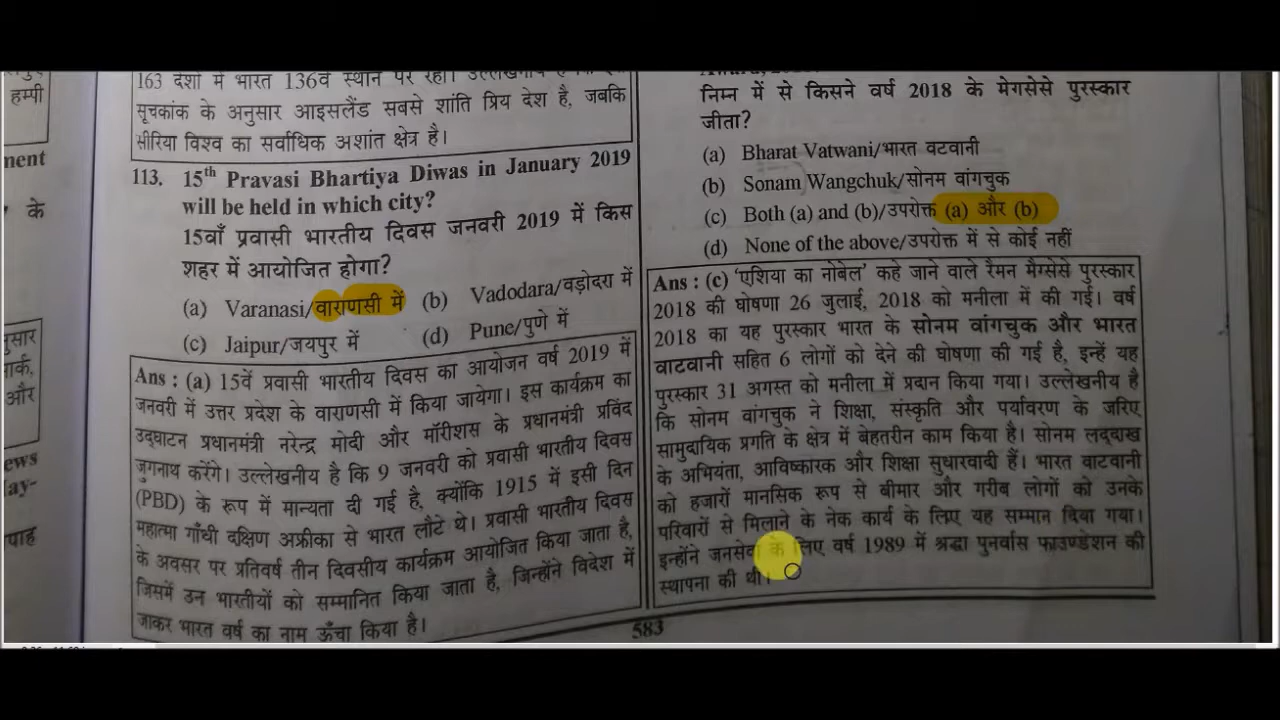 हम्पी
ment
के
नुसार
मार्क,
और
ews
ay-
163 देशों में भारत 136वें स्थान पर रहा।
सूचकांक के अनुसार आइसलैंड सबसे शांति प्रिय देश है, जबकि
सीरिया विश्व का सर्वाधिक अशांत क्षेत्र है।
113. 15th Pravasi Bhartiya Diwas in January 2019
will be held in which city?
15वाँ प्रवासी भारतीय दिवस जनवरी 2019 में किस
शहर में आयोजित होगा?
(a) Varanasi/वाराणसी में (b) Vadodara/वड़ोदरा में
(c) Jaipur/जयपुर में (d) Pune/पुणे में
Ans : (a) 15वें प्रवासी भारतीय दिवस का आयोजन वर्ष 2019 में
जनवरी में उत्तर प्रदेश के वाराणसी में किया जायेगा। इस कार्यक्रम का
उद्घाटन प्रधानमंत्री नरेन्द्र मोदी और मॉरीशस के प्रधानमंत्री प्रविंद
जुगनाथ करेंगे। उल्लेखनीय है कि 9 जनवरी को प्रवासी भारतीय दिवस
(PBD) के रूप में मान्यता दी गई है, क्योंकि 1915 में इसी दिन
महात्मा गाँधी दक्षिण अफ्रीका से भारत लौटे थे। प्रवासी भारतीय दिवस
के अवसर पर प्रतिवर्ष तीन दिवसीय कार्यक्रम आयोजित किया जाता है,
जिसमें उन भारतीयों को सम्मानित किया जाता है, जिन्होंने विदेश में
जाकर भारत वर्ष का नाम ऊँचा किया है।
निम्न में से किसने वर्ष 2018 के मेगसेसे पुरस्कार
जीता?
(a) Bharat Vatwani/भारत वटवानी
(b) Sonam Wangchuk/सोनम वांगचुक
(c) Both (a) and (b)/उपरोक्त (a) और (b)
(d) None of the above/उपरोक्त में से कोई नहीं
Ans : (c) 'एशिया का नोबेल' कहे जाने वाले रैमन मैग्सेसे पुरस्कार
2018 की घोषणा 26 जुलाई, 2018 को मनीला में की गई। वर्ष
2018 का यह पुरस्कार भारत के सोनम वांगचुक और भारत
वाटवानी सहित 6 लोगों को देने की घोषणा की गई है, इन्हें यह
पुरस्कार 31 अगस्त को मनीला में प्रदान किया गया। उल्लेखनीय है
कि सोनम वांगचुक ने शिक्षा, संस्कृति और पर्यावरण के जरिए
सामुदायिक प्रगति के क्षेत्र में बेहतरीन काम किया है। सोनम लद्दाख
के अभियंता, आविष्कारक और शिक्षा सुधारवादी हैं। भारत वाटवानी
को हजारों मानसिक रूप से बीमार और गरीब लोगों को उनके
परिवारों से मिलाने के नेक कार्य के लिए यह सम्मान दिया गया।
इन्होंने जनसेवा के लिए वर्ष 1989 में श्रद्धा पुनर्वास फाउण्डेशन की
स्थापना की थी।
583